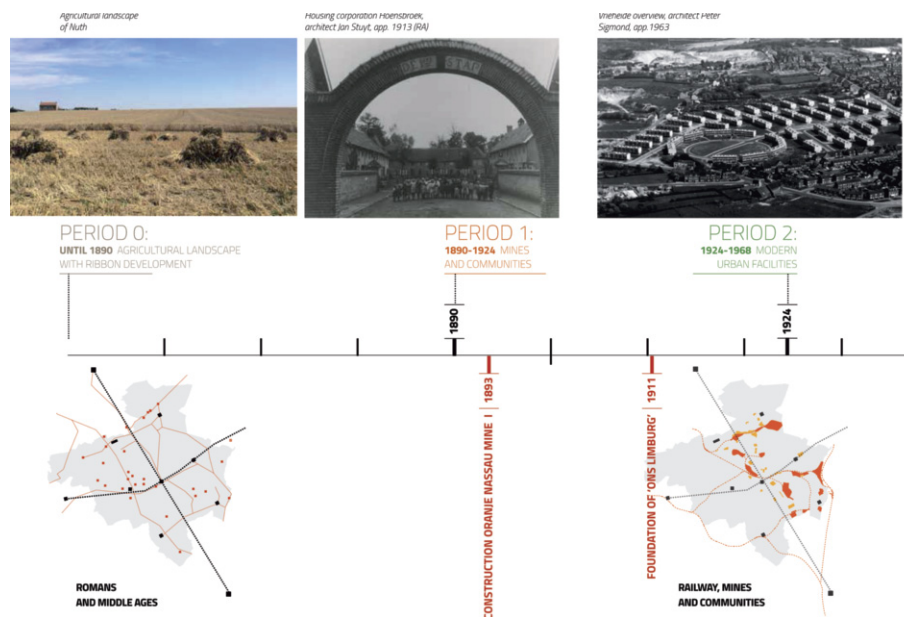 Agricultural landscape
of Nuth
Housing corporation Hoensbroek,
architect Jan Stuyt, app. 1913 (RA)
Vrieheide overview, architect Peter
Sigmond, app.1963
DE EERSTE STAP
PERIOD 0:
UNTIL 1890 AGRICULTURAL LANDSCAPE
WITH RIBBON DEVELOPMENT
PERIOD 1:
1890-1924 MINES
AND COMMUNITIES
PERIOD 2:
1924-1968 MODERN
URBAN FACILITIES
1890
1924
CONSTRUCTION ORANJE NASSAU MINE I
1893
FOUNDATION OF 'ONS LIMBURG'
1911
ROMANS
AND MIDDLE AGES
RAILWAY, MINES
AND COMMUNITIES